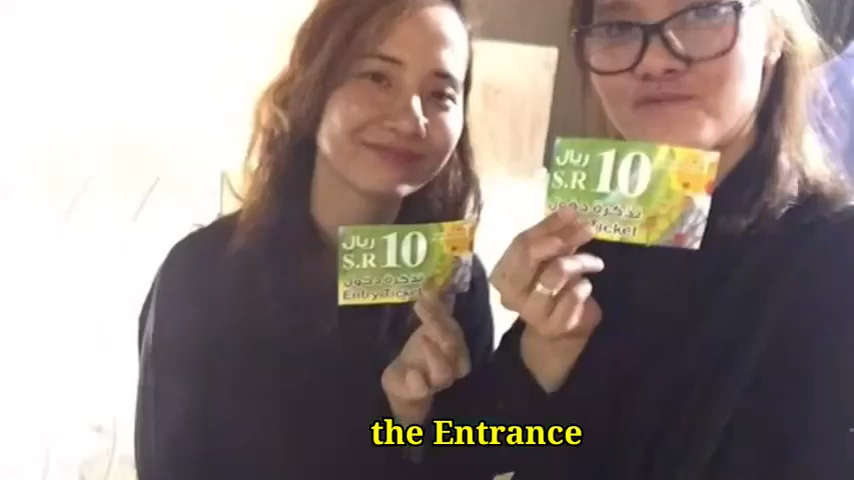 ريال 10
S.R
تذكرة دخول
Entry Ticket
ريال 10
S.R
تذكرة دخول
Ticket
the Entrance